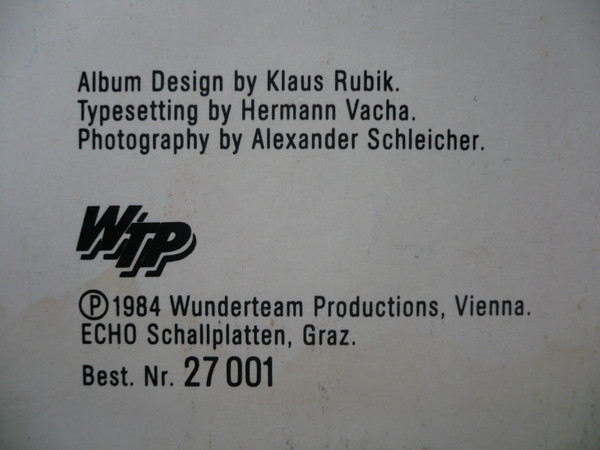 Album Design by Klaus Rubik.
Typesetting by Hermann Vacha.
Photography by Alexander Schleicher.
WTP
Ⓟ1984 Wunderteam Productions, Vienna.
ECHO Schallplatten, Graz.
Best. Nr. 27 001